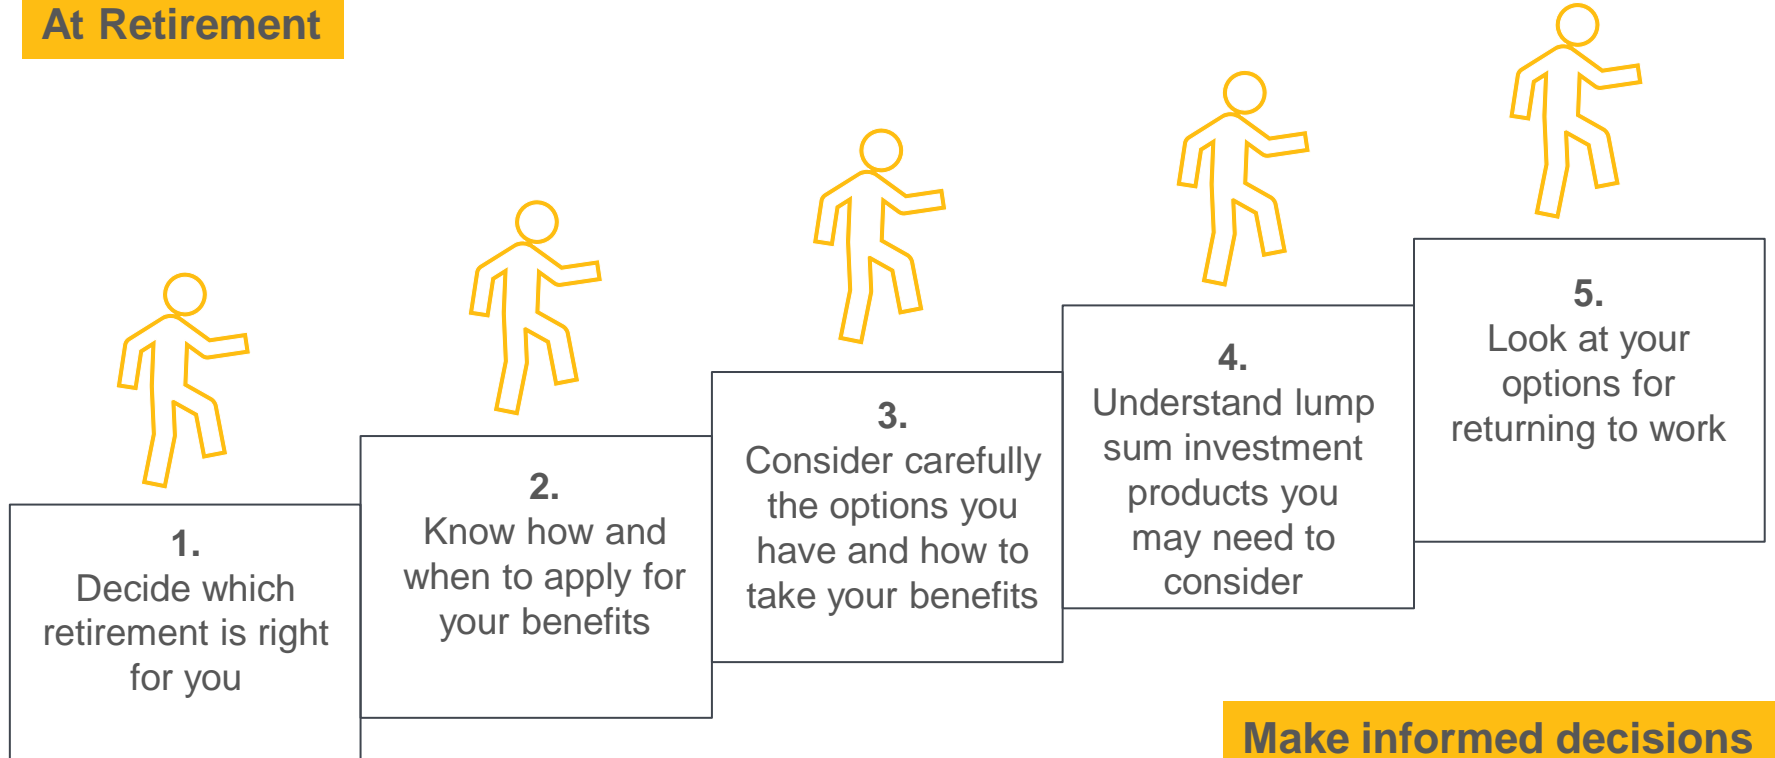 At Retirement
1.
Decide which
retirement is right
for you
2.
Know how and
when to apply for
your benefits
3.
Consider carefully
the options you
have and how to
take your benefits
4.
Understand lump
sum investment
products you
may need to
consider
5.
Look at your
options for
returning to work
Make informed decisions